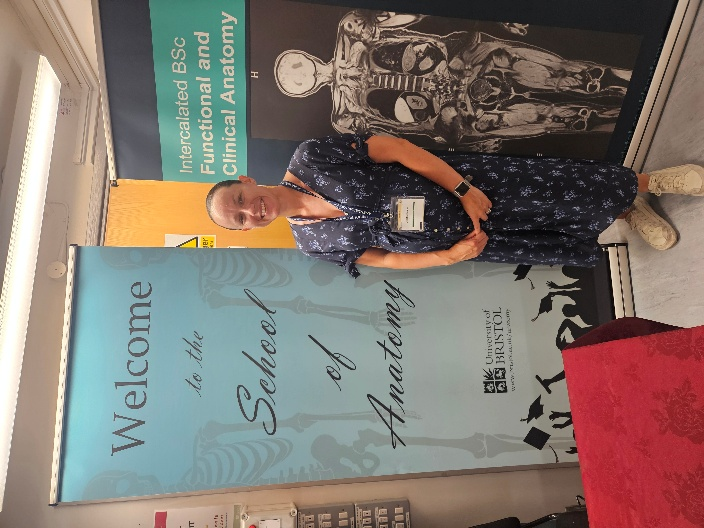 Intercalated BSc
Functional and
Clinical Anatomy
Welcome
to the
School
of
Anatomy
University of
BRISTOL